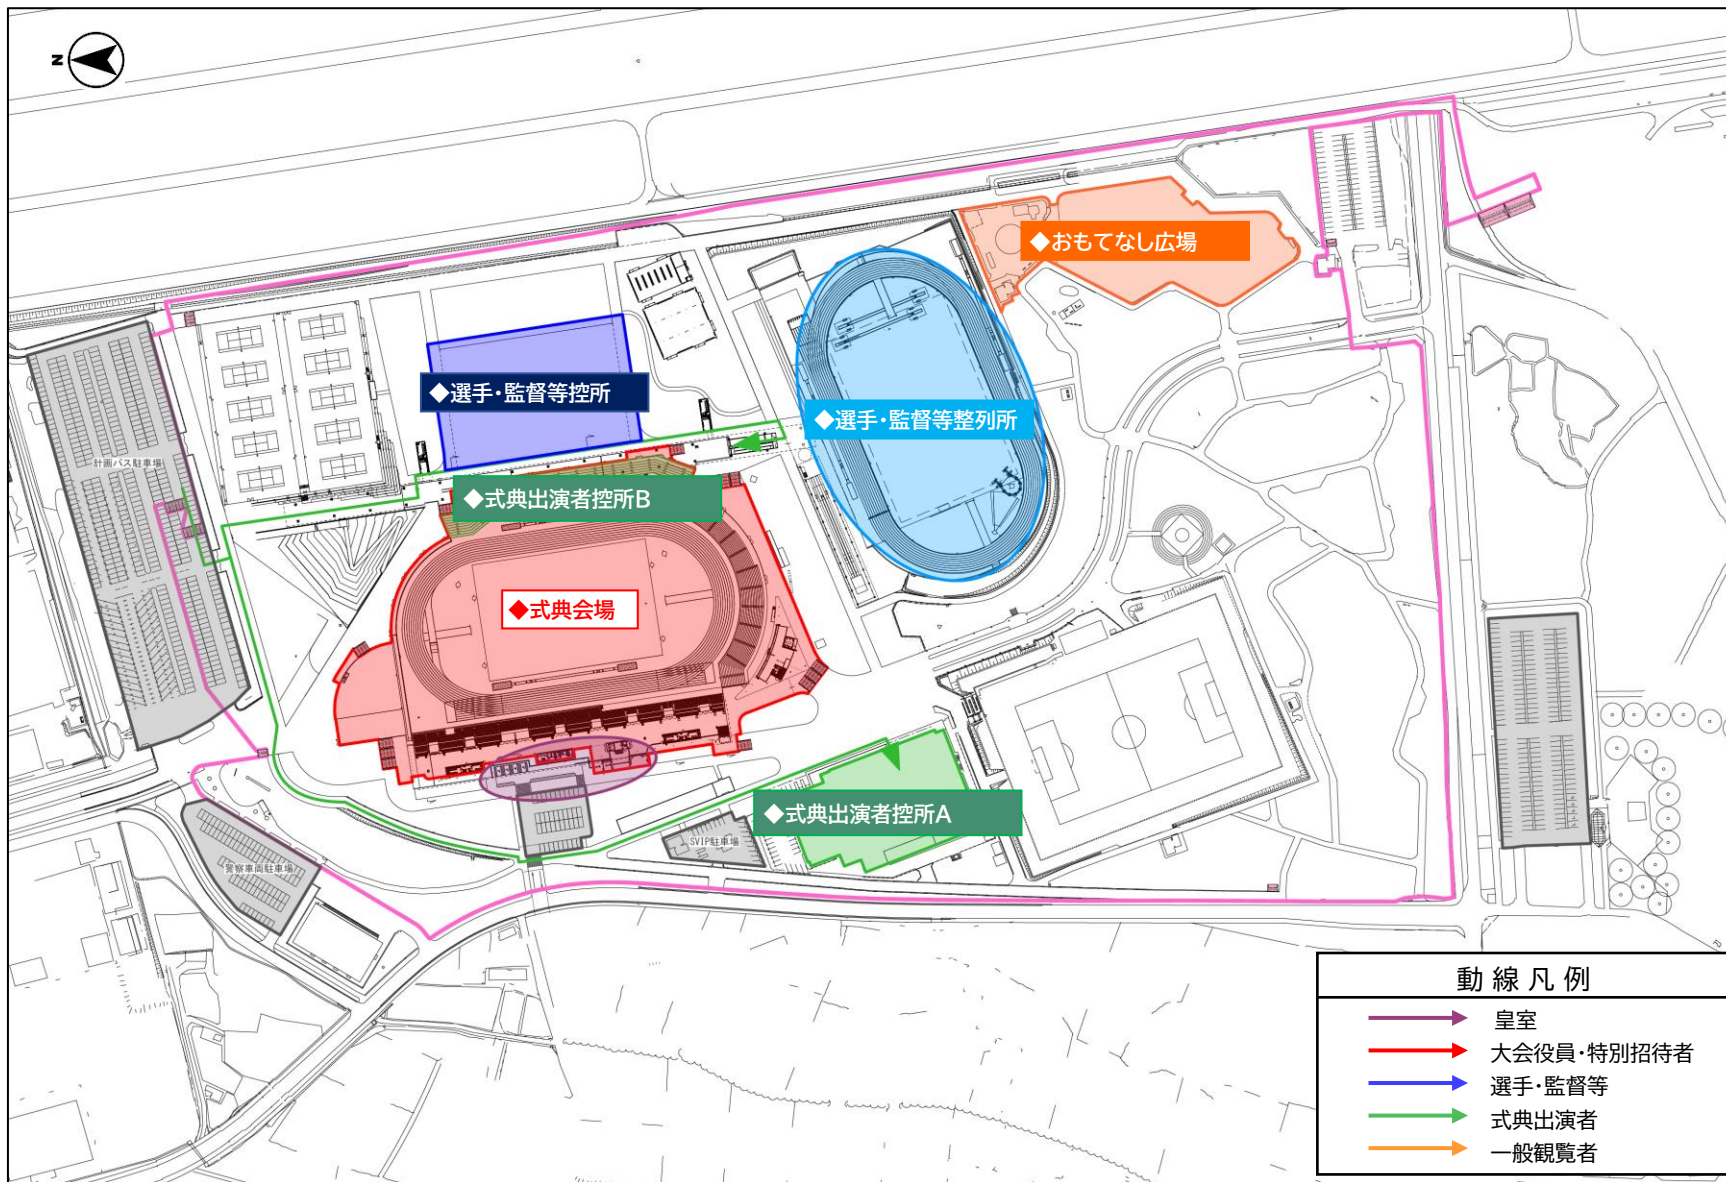 N
◆おもてなし広場
◆選手・監督等控所
◆選手・監督等整列所
計画バス駐車場
◆式典出演者控所B
◆式典会場
◆式典出演者控所A
SVIP駐車場
警察車両駐車場
動線凡例
皇室
大会役員・特別招待者
選手・監督等
式典出演者
一般観覧者